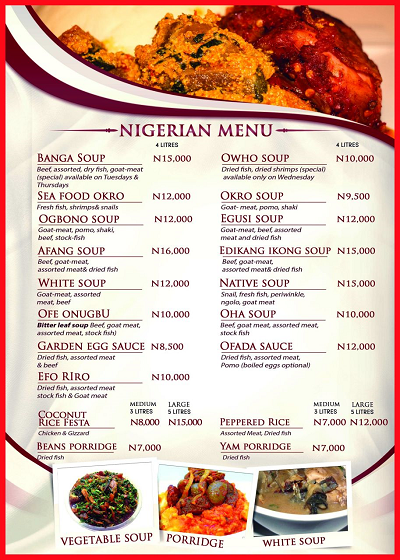 NIGERIAN MENU
4 LITRES
BANGA SOUP N15,000
Beef, assorted, dry fish, goat-meat
(special) available on Tuesdays &
Thursdays
SEA FOOD OKRO N12,000
Fresh fish, shrimps& snails
OGBONO SOUP N12,000
Goat-meat, pomo, shaki,
beef, stock-fish
AFANG SOUP N16,000
Beef, goat-meat,
assorted meat& dried fish
WHITE SOUP N12,000
Goat-meat, assorted
meat, beef
OFE ONUGBU N10,000
Bitter leaf soup Beef, goat meat,
assorted meat, stock fish)
GARDEN EGG SAUCE N8,500
Dried fish, assorted meat
& beef
EFO RIRO N10,000
Dried fish, assorted meat
stock fish & Goat meat
MEDIUM LARGE
3 LITRES 5 LITRES
COCONUT
RICE FESTA N8,000 N15,000
Chicken & Gizzard
BEANS PORRIDGE N7,000
Dried fish
4 LITRES
OWHO SOUP N10,000
Dried fish, dried shrimps (special)
available only on Wednesday
OKRO SOUP N9,500
Goat- meat, pomo, shaki
EGUSI SOUP N12,000
Goat-meat, beef, assorted
meat and dried fish
EDIKANG IKONG SOUP N15,000
Beef, goat-meat,
assorted meat& dried fish
NATIVE SOUP N15,000
Snail, fresh fish, periwinkle,
ngolo, goat meat
OHA SOUP N10,000
Beef, goat meat, assorted meat,
stock fish
OFADA SAUCE N12,000
Dried fish, assorted meat,
Pomo (boiled eggs optional)
MEDIUM LARGE
3 LITRES 5 LITRES
PEPPERED RICE N7,000 N12,000
Assorted Meat, Dried fish
YAM PORRIDGE N7,000
Dried fish
VEGETABLE SOUP
PORRIDGE
WHITE SOUP